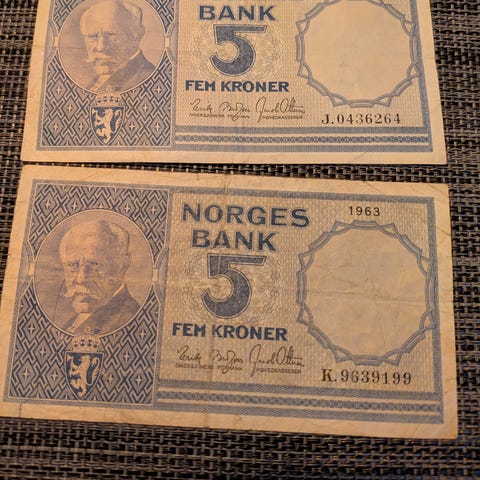 BANK
5
FEM KRONER
J.0436264
NORGES 1963
BANK
5
FEM KRONER
K.9639199